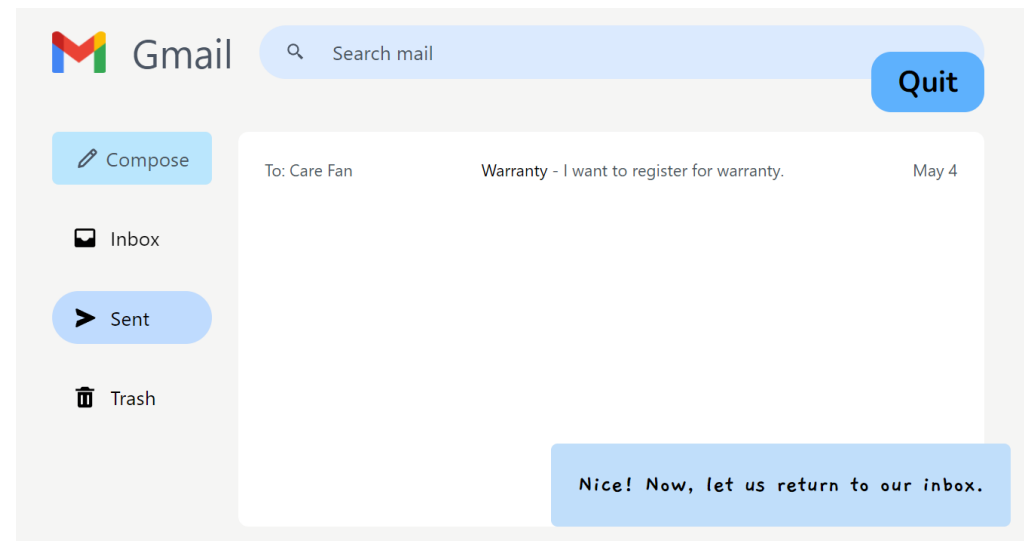 Gmail
Search mail
Quit
Compose
To: Care Fan Warranty - I want to register for warranty. May 4
Inbox
Sent
Trash
Nice! Now, let us return to our inbox.